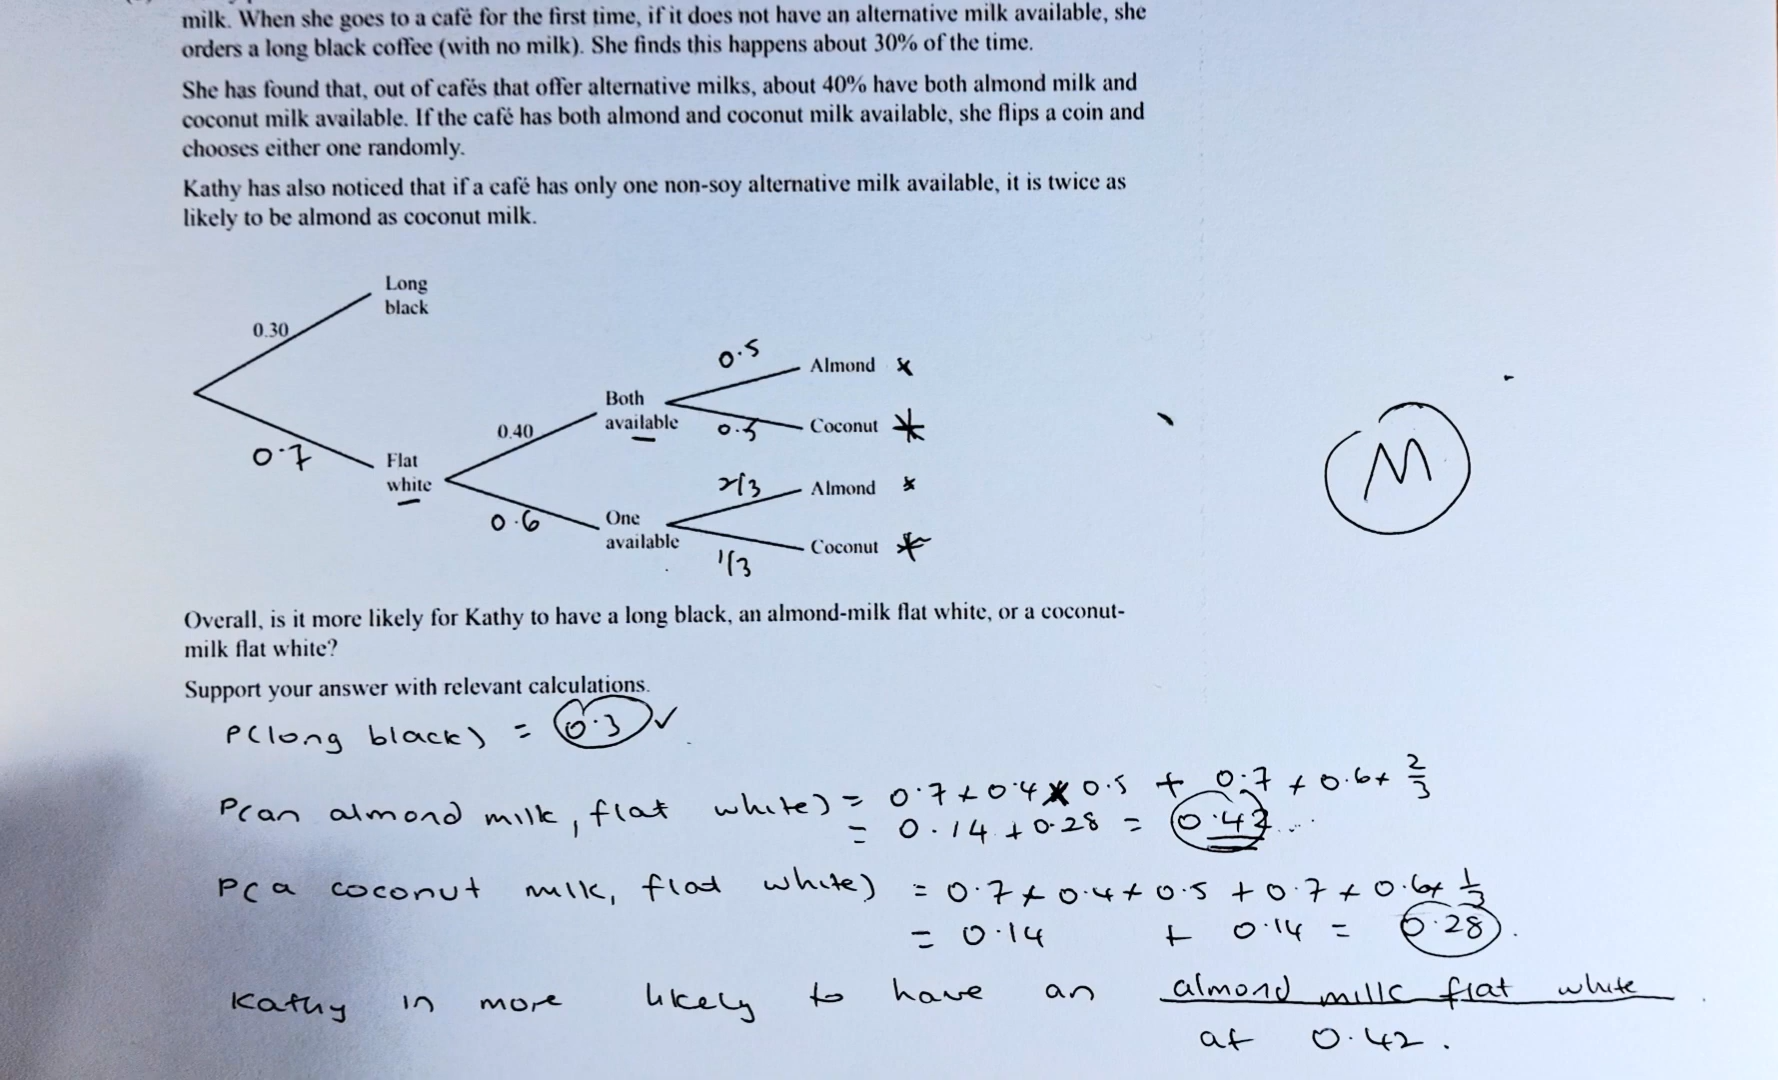 milk. When she goes to a café for the first time, if it does not have an alternative milk available, she
orders a long black coffee (with no milk). She finds this happens about 30% of the time.
She has found that, out of cafés that offer alternative milks, about 40% have both almond milk and
coconut milk available. If the café has both almond and coconut milk available, she flips a coin and
chooses either one randomly.
Kathy has also noticed that if a café has only one non-soy alternative milk available, it is twice as
likely to be almond as coconut milk.
Long
black
0.30
0.7
Flat
white
0.40
0.6
Both
available
One
available
0.5
Almond
0.5
Coconut
2/3
Almond
1/3
Coconut
M
Overall, is it more likely for Kathy to have a long black, an almond-milk flat white, or a coconut-
milk flat white?
Support your answer with relevant calculations.
P(long black) = 0.3 ✓
P(an almond milk, flat white) = 0.7 × 0.4 × 0.5 + 0.7 × 0.6 × 2/3
= 0.14 + 0.28 = 0.42...
P(a coconut milk, flat white) = 0.7 × 0.4 × 0.5 + 0.7 × 0.6 × 1/3
= 0.14 + 0.14 = 0.28.
Kathy in more likely to have an almond milk flat white
at 0.42.